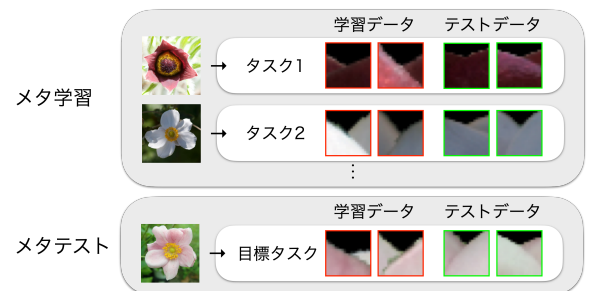 学習データ テストデータ
メタ学習
→ タスク1
→ タスク2
⋮
学習データ テストデータ
メタテスト
→ 目標タスク